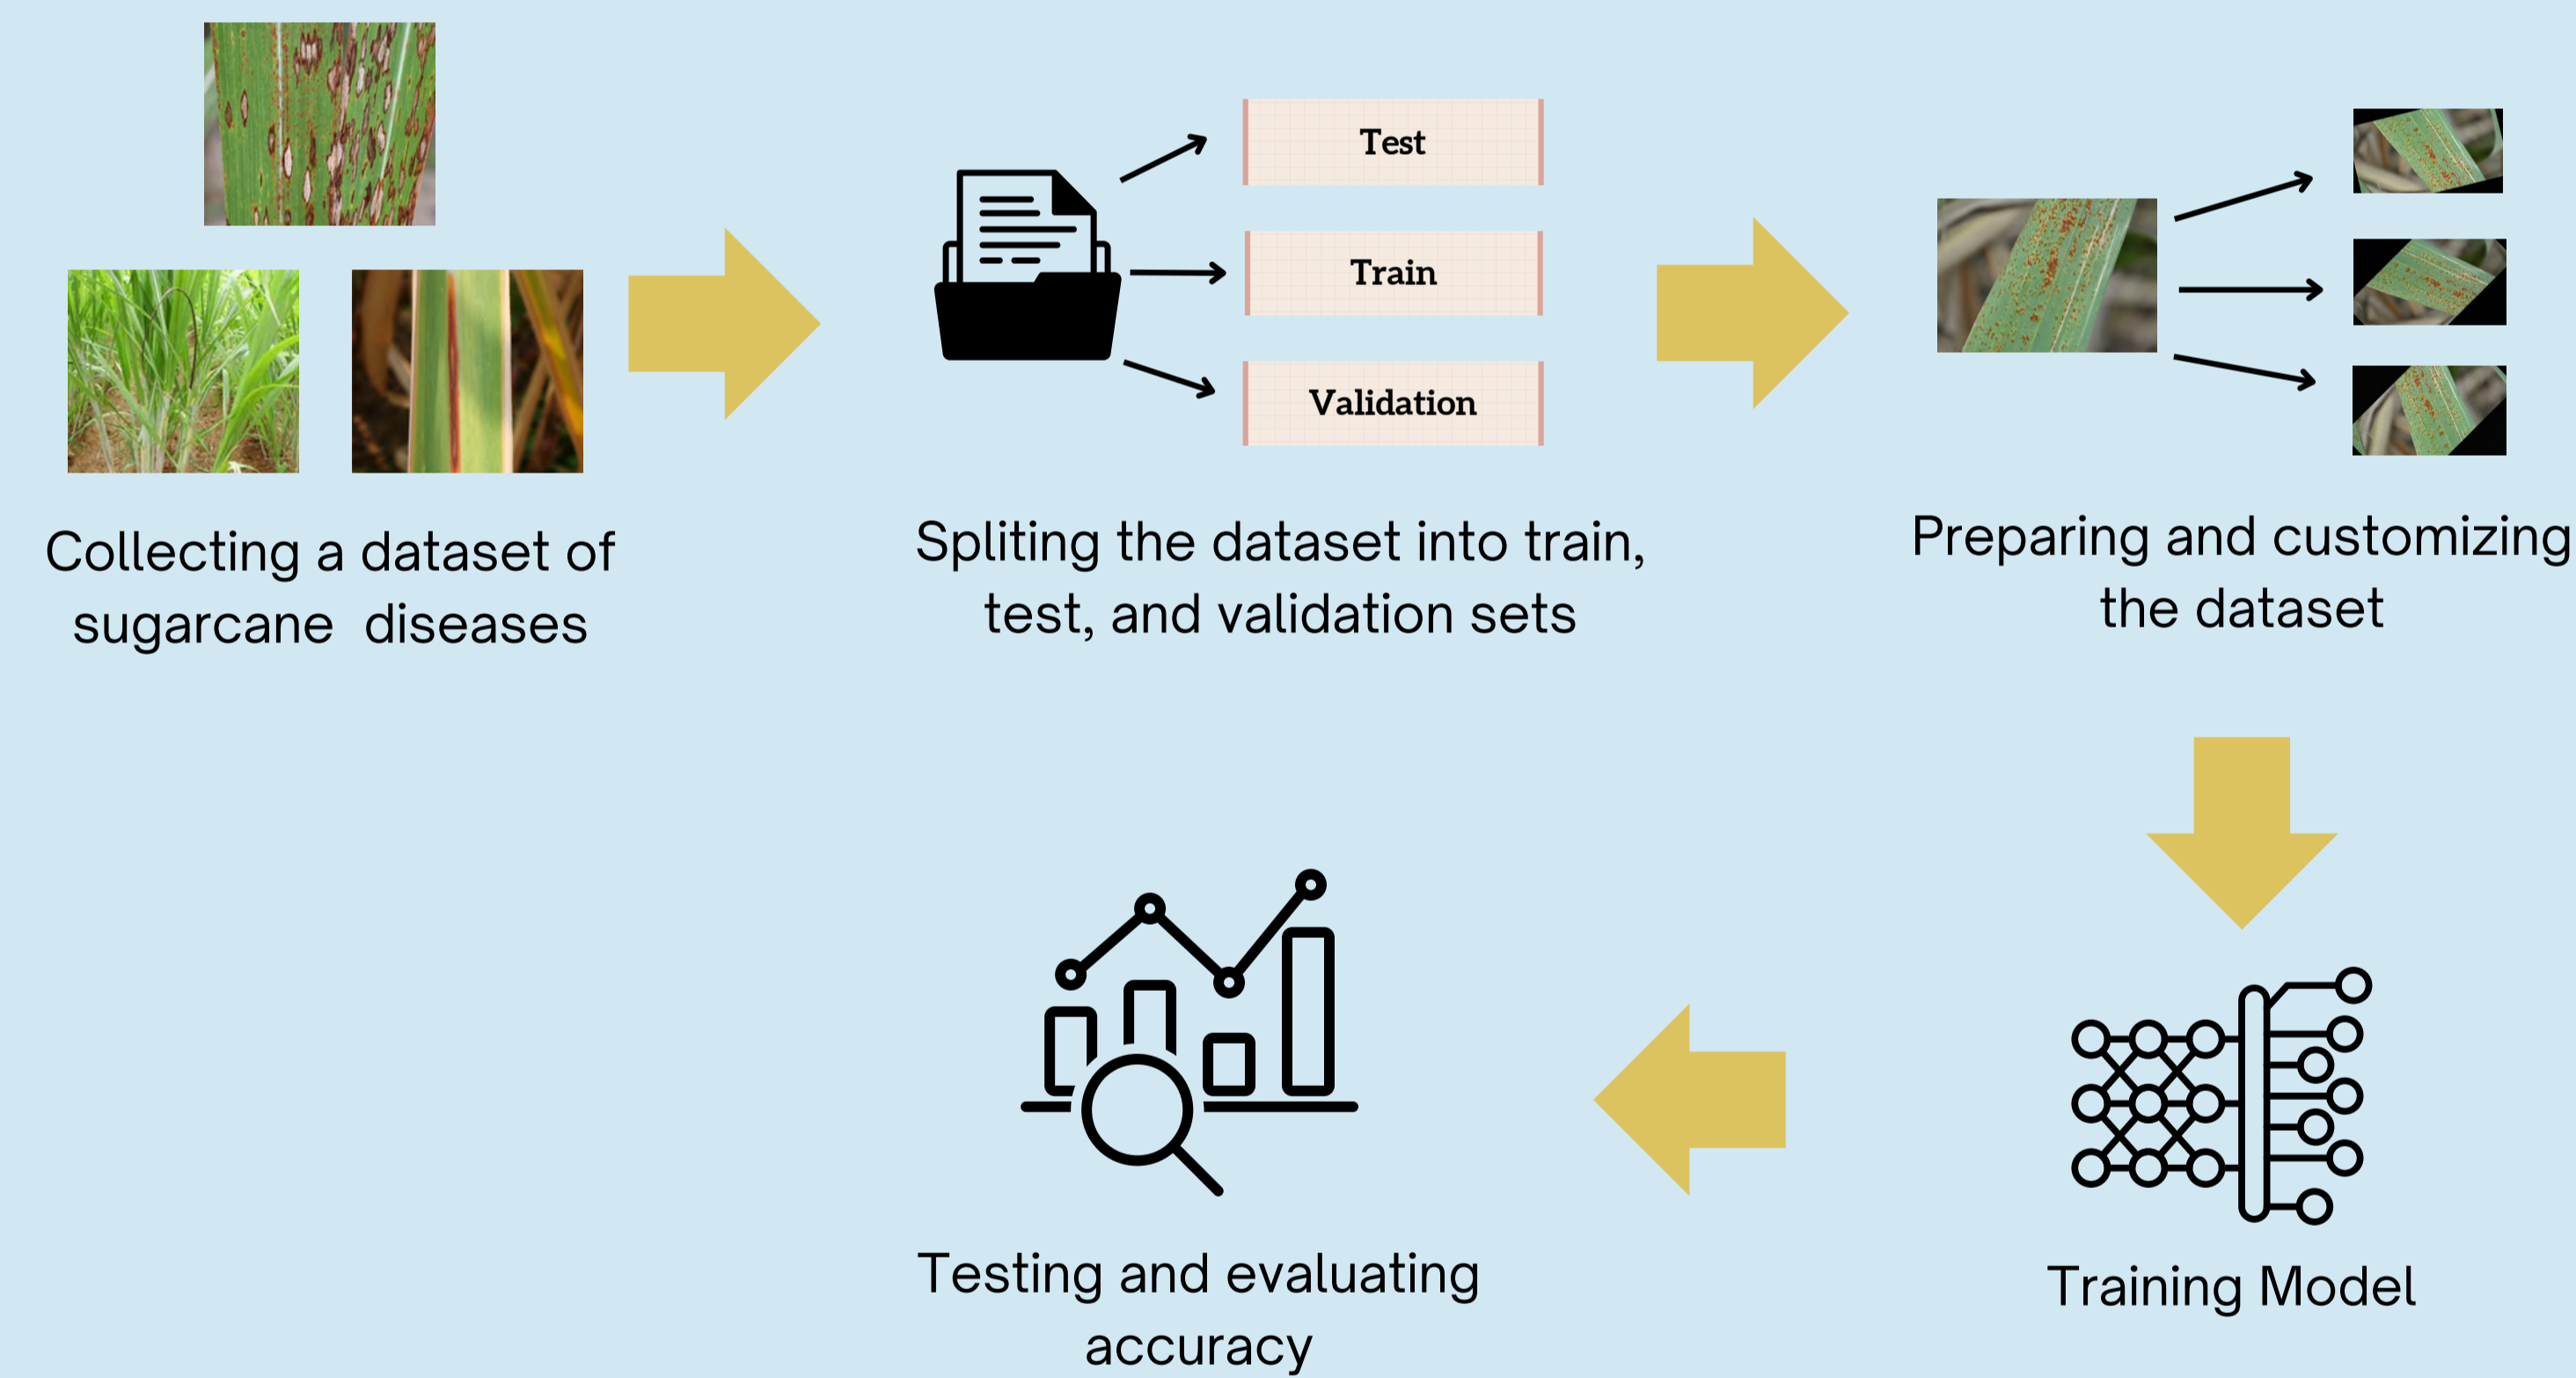 Test
Train
Validation
Collecting a dataset of
sugarcane  diseases
Spliting the dataset into train,
test, and validation sets
Preparing and customizing
the dataset
Training Model
Testing and evaluating
accuracy